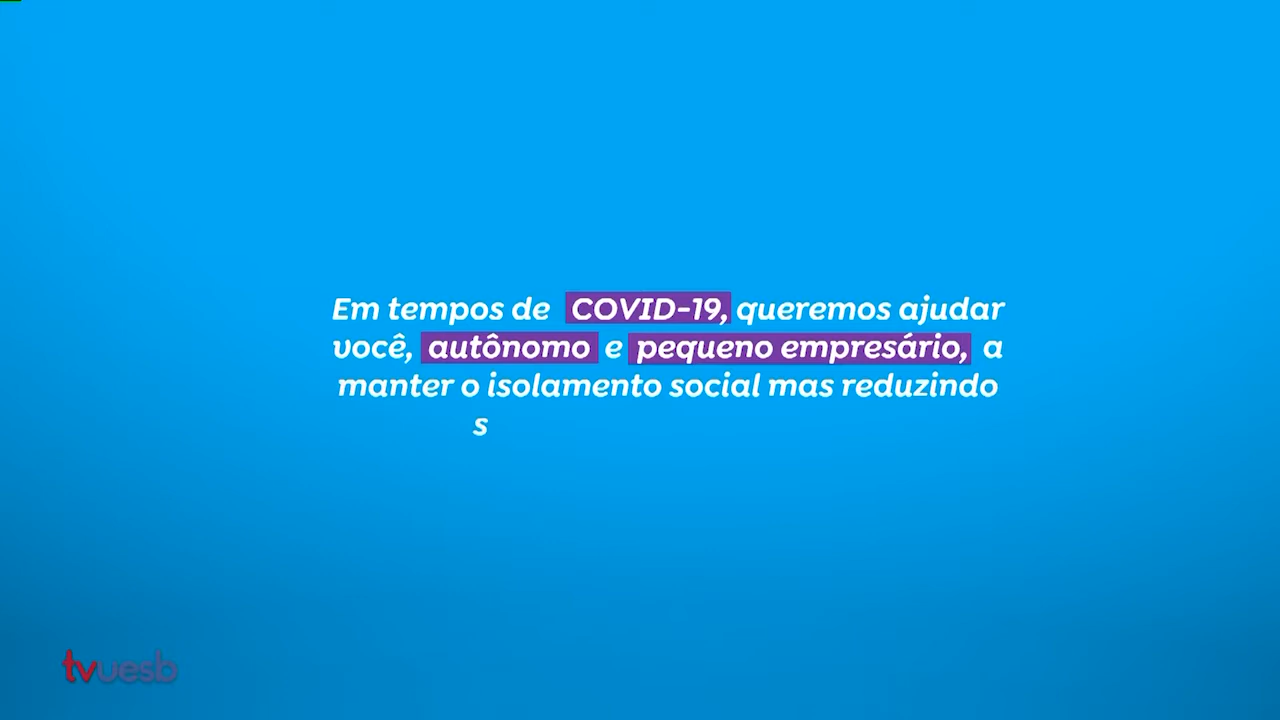 Em tempos de COVID-19, queremos ajudar
você, autônomo e pequeno empresário, a
manter o isolamento social mas reduzindo
s
tvuesb